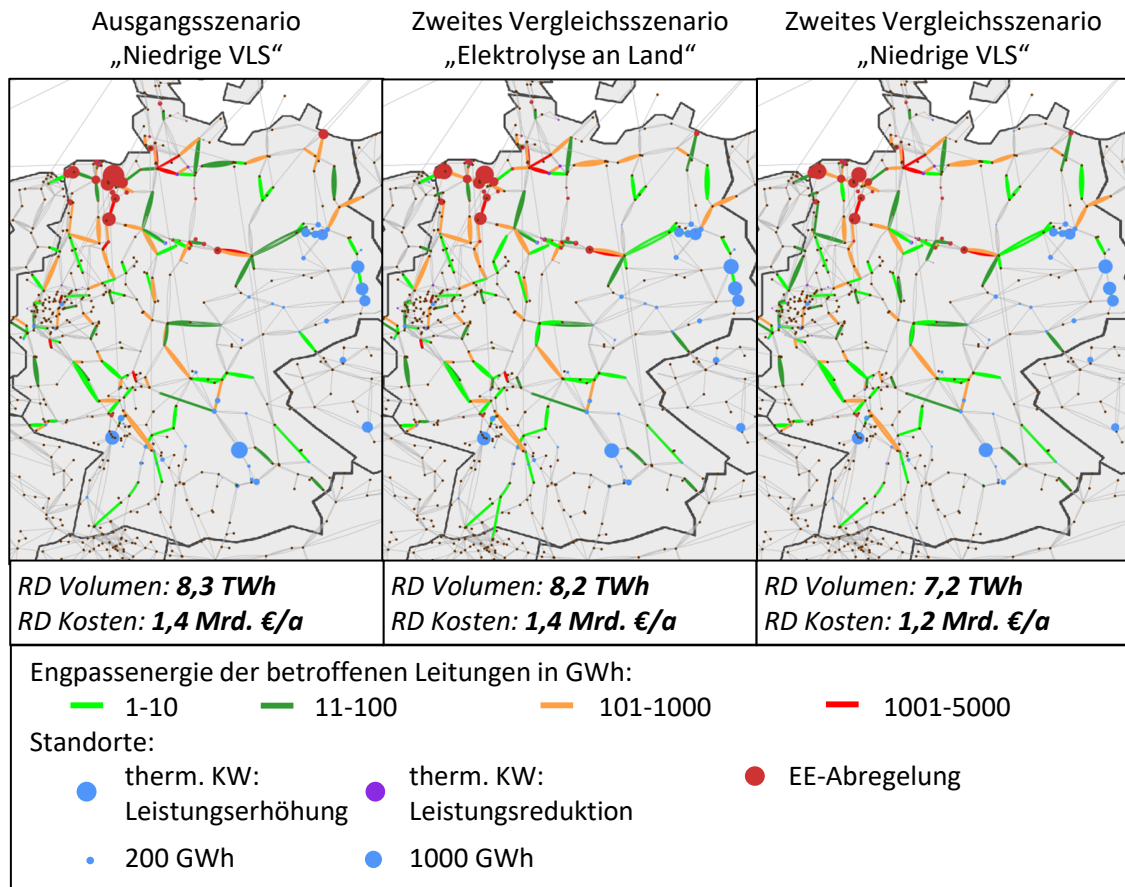 Ausgangsszenario
„Niedrige VLS“
Zweites Vergleichsszenario
„Elektrolyse an Land“
Zweites Vergleichsszenario
„Niedrige VLS“
RD Volumen: 8,3 TWh
RD Kosten: 1,4 Mrd. €/a
RD Volumen: 8,2 TWh
RD Kosten: 1,4 Mrd. €/a
RD Volumen: 7,2 TWh
RD Kosten: 1,2 Mrd. €/a
Engpassenergie der betroffenen Leitungen in GWh:
1-10
11-100
101-1000
1001-5000
Standorte:
therm. KW:
Leistungserhöhung
therm. KW:
Leistungsreduktion
EE-Abregelung
200 GWh
1000 GWh